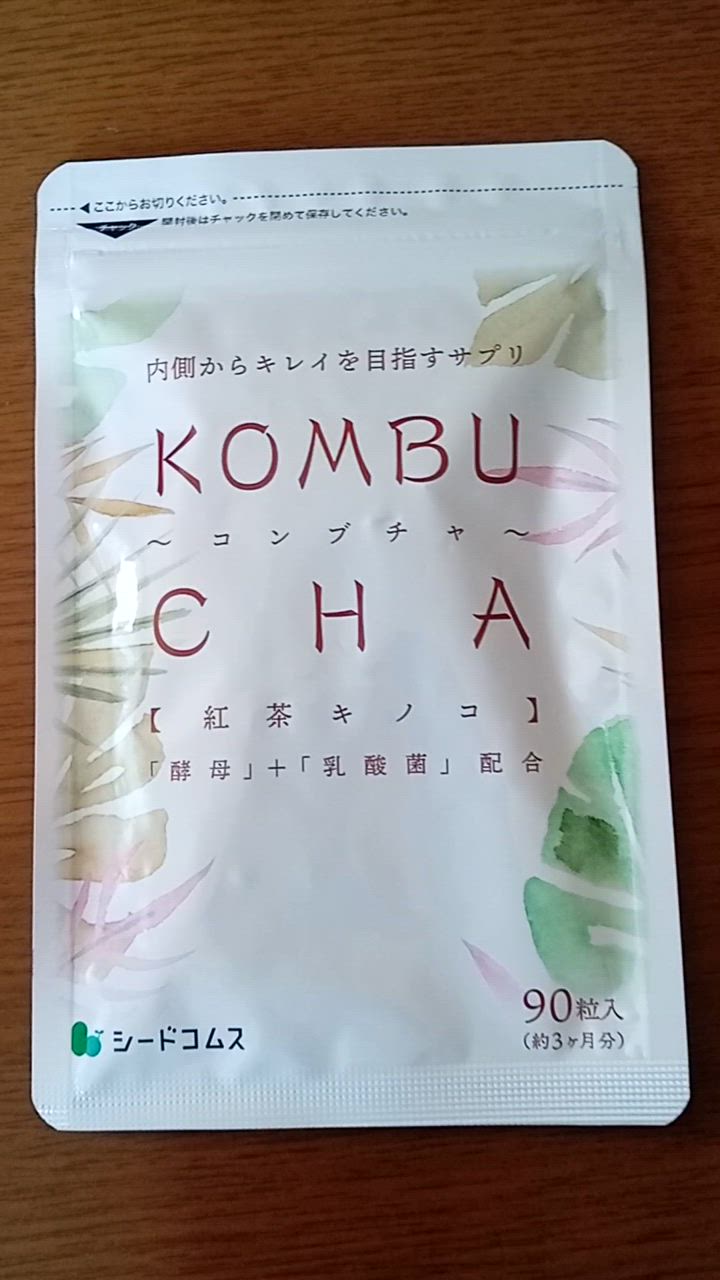 ここからお切りください。
チャック
開封後はチャックを閉めて保存してください。
内側からキレイを目指すサプリ
KOMBU
～コンブチャ～
CHA
【紅茶キノコ】
「酵母」+「乳酸菌」配合
90粒入
(約3ヶ月分)
シードコムス